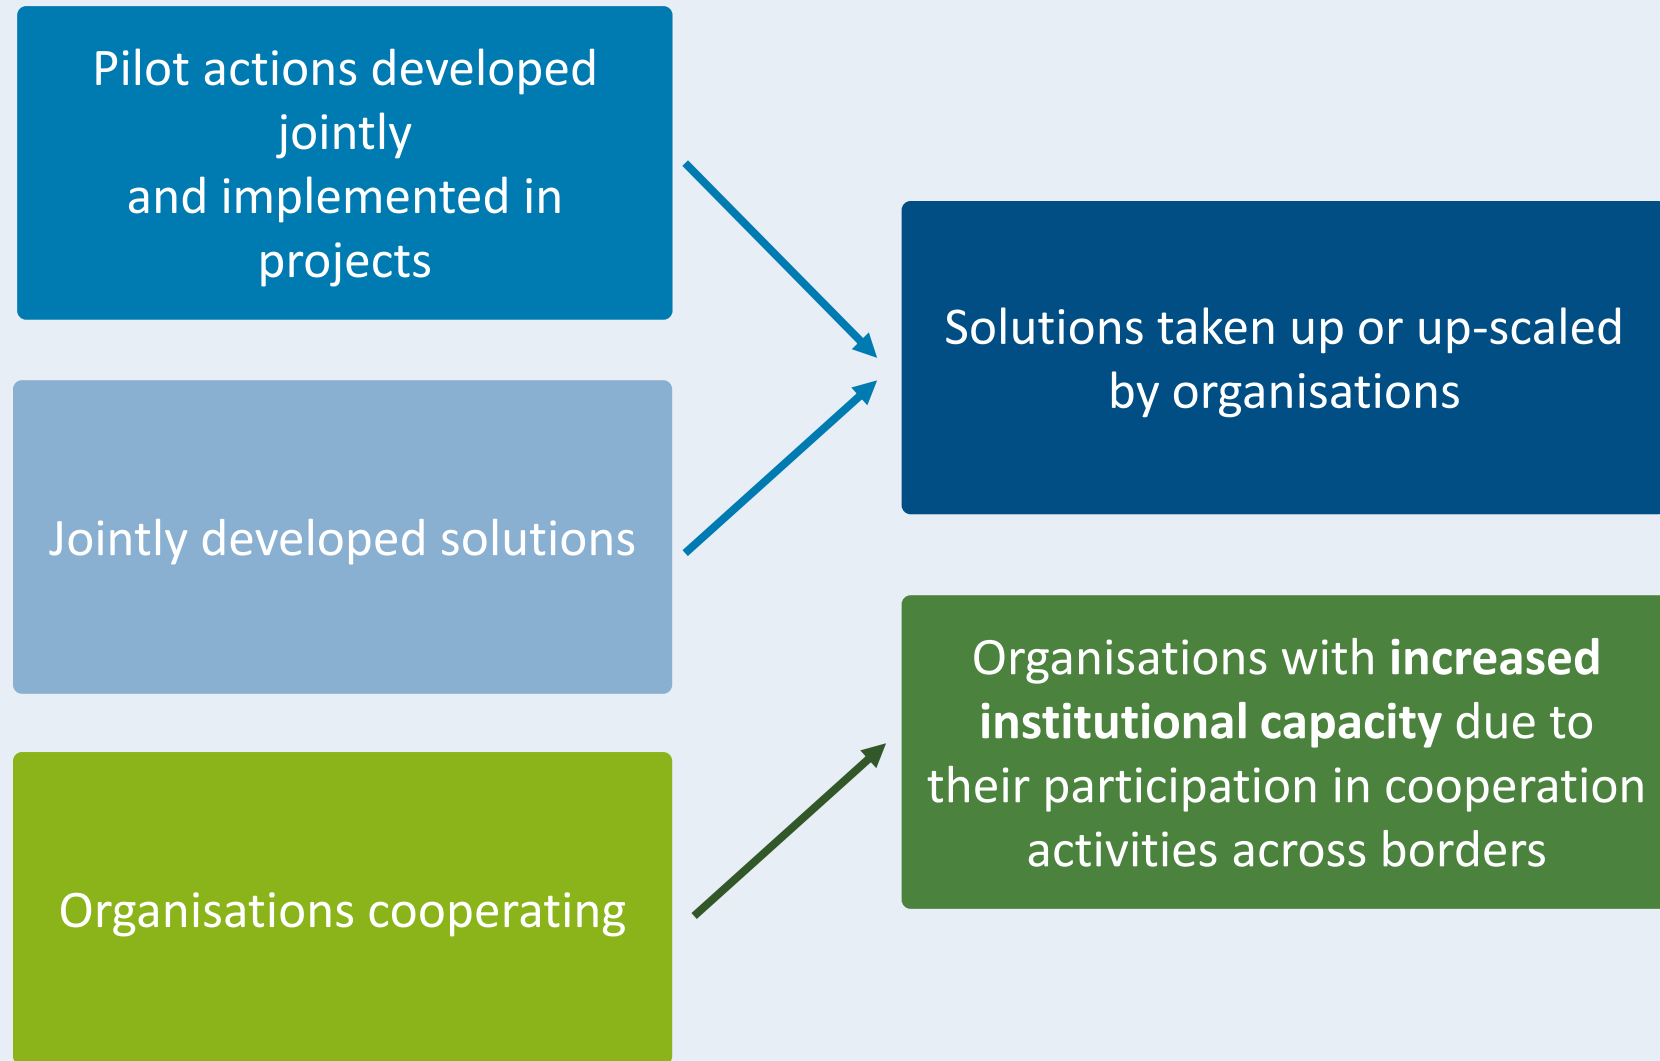 Pilot actions developed
jointly
and implemented in
projects
Jointly developed solutions
Organisations cooperating
Solutions taken up or up-scaled
by organisations
Organisations with increased
institutional capacity due to
their participation in cooperation
activities across borders